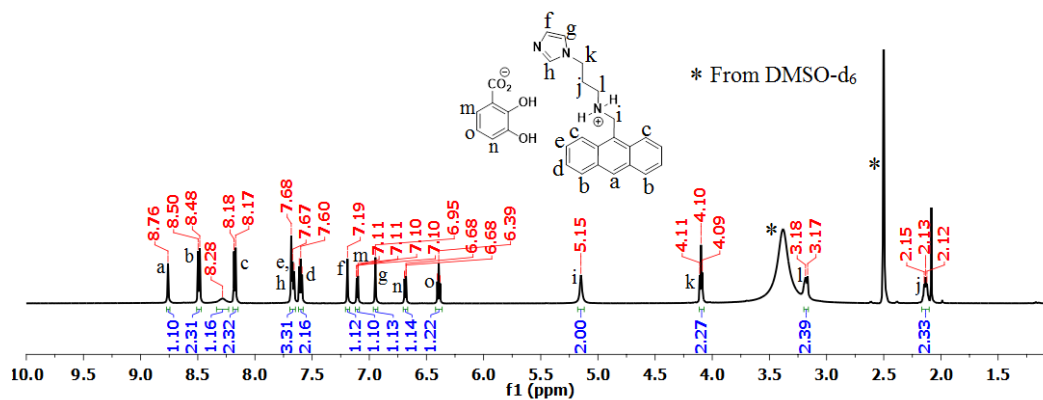 f
g
N
N
k
h
* From DMSO-d6
⊖
CO2
j
l
m
OH
H
N
H
i
⊕
o
OH
n
c
c
e
d
b
a
b
8.76
8.50
8.48
8.28
8.18
8.17
7.68
7.67
7.60
7.19
7.11
7.11
7.10
7.10
6.95
6.68
6.68
6.39
5.15
4.11
4.10
4.09
3.18
3.17
2.15
2.13
2.12
*
*
a
b
c
e,
h
d
f
m
g
n
o
i
k
l
j
1.10
2.31
1.16
2.32
3.31
2.16
1.12
1.10
1.13
1.14
1.22
2.00
2.27
2.39
2.33
10.0 9.5 9.0 8.5 8.0 7.5 7.0 6.5 6.0 5.5 5.0 4.5 4.0 3.5 3.0 2.5 2.0 1.5 1.0
f1 (ppm)